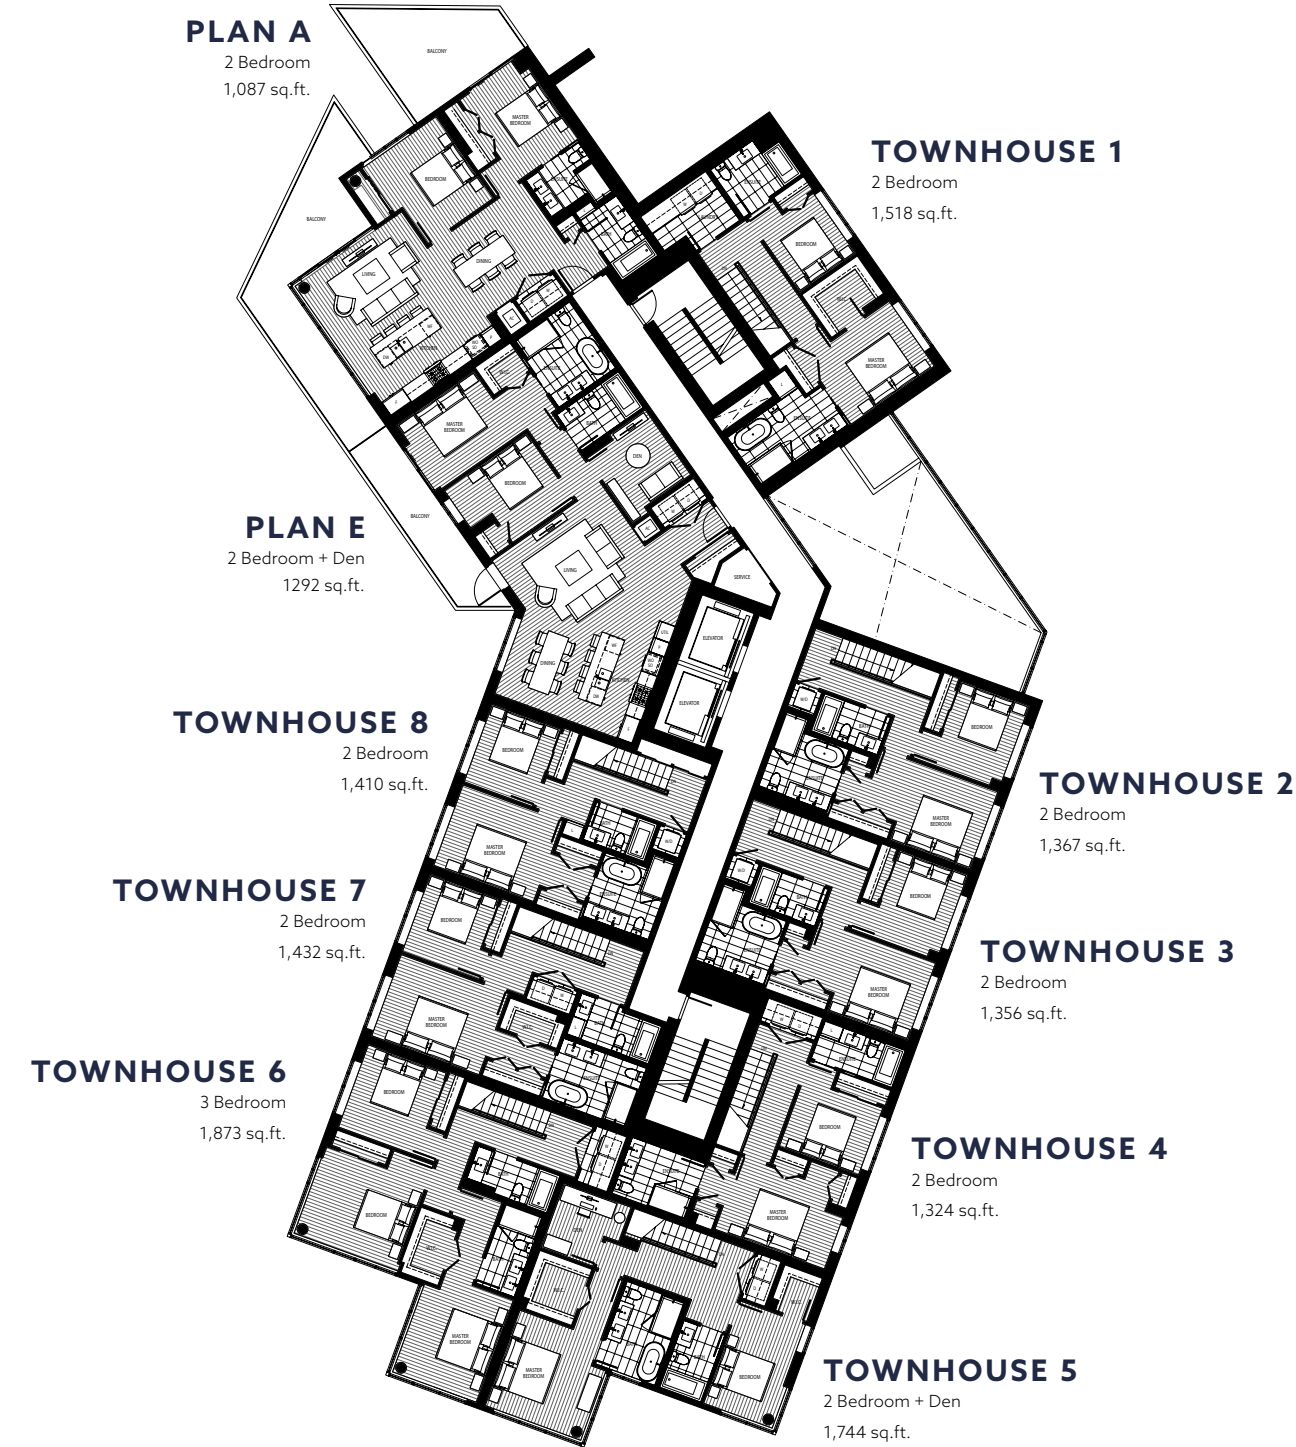 PLAN A
2 Bedroom
1,087 sq.ft.
BALCONY
MASTER
BEDROOM
BEDROOM
BALCONY
LIVING
DINING
TOWNHOUSE 1
2 Bedroom
1,518 sq.ft.
BEDROOM
MASTER
BEDROOM
MASTER
BEDROOM
BEDROOM
DEN
BALCONY
LIVING
DINING
PLAN E
2 Bedroom + Den
1292 sq.ft.
SERVICE
ELEVATOR
ELEVATOR
TOWNHOUSE 8
2 Bedroom
1,410 sq.ft.
BEDROOM
MASTER
BEDROOM
BEDROOM
MASTER
BEDROOM
TOWNHOUSE 2
2 Bedroom
1,367 sq.ft.
TOWNHOUSE 7
2 Bedroom
1,432 sq.ft.
BEDROOM
MASTER
BEDROOM
BEDROOM
MASTER
BEDROOM
TOWNHOUSE 3
2 Bedroom
1,356 sq.ft.
TOWNHOUSE 6
3 Bedroom
1,873 sq.ft.
BEDROOM
BEDROOM
MASTER
BEDROOM
BEDROOM
MASTER
BEDROOM
TOWNHOUSE 4
2 Bedroom
1,324 sq.ft.
MASTER
BEDROOM
BEDROOM
TOWNHOUSE 5
2 Bedroom + Den
1,744 sq.ft.